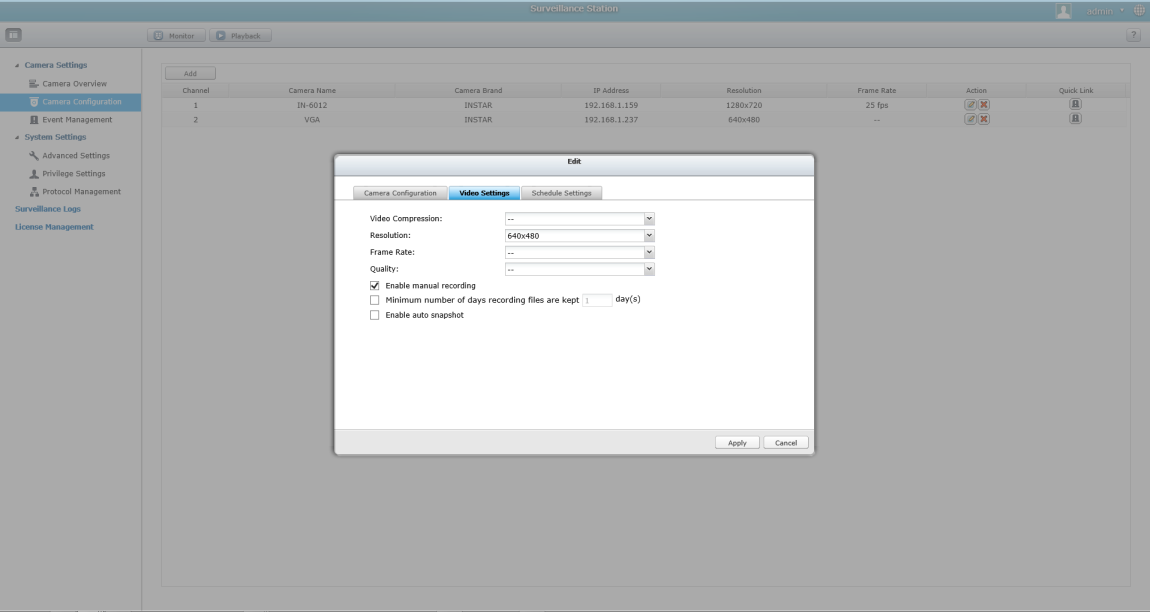 Surveillance Station
admin
Monitor Playback ?
Camera Settings
Camera Overview
Camera Configuration
Event Management
System Settings
Advanced Settings
Privilege Settings
Protocol Management
Surveillance Logs
License Management
Add
Channel Camera Name Camera Brand IP Address Resolution Frame Rate Action Quick Link
1 IN-6012 INSTAR 192.168.1.159 1280x720 25 fps
2 VGA INSTAR 192.168.1.237 640x480 --
Edit
Camera Configuration Video Settings Schedule Settings
Video Compression: --
Resolution: 640x480
Frame Rate: --
Quality: --
Enable manual recording
Minimum number of days recording files are kept 1 day(s)
Enable auto snapshot
Apply Cancel